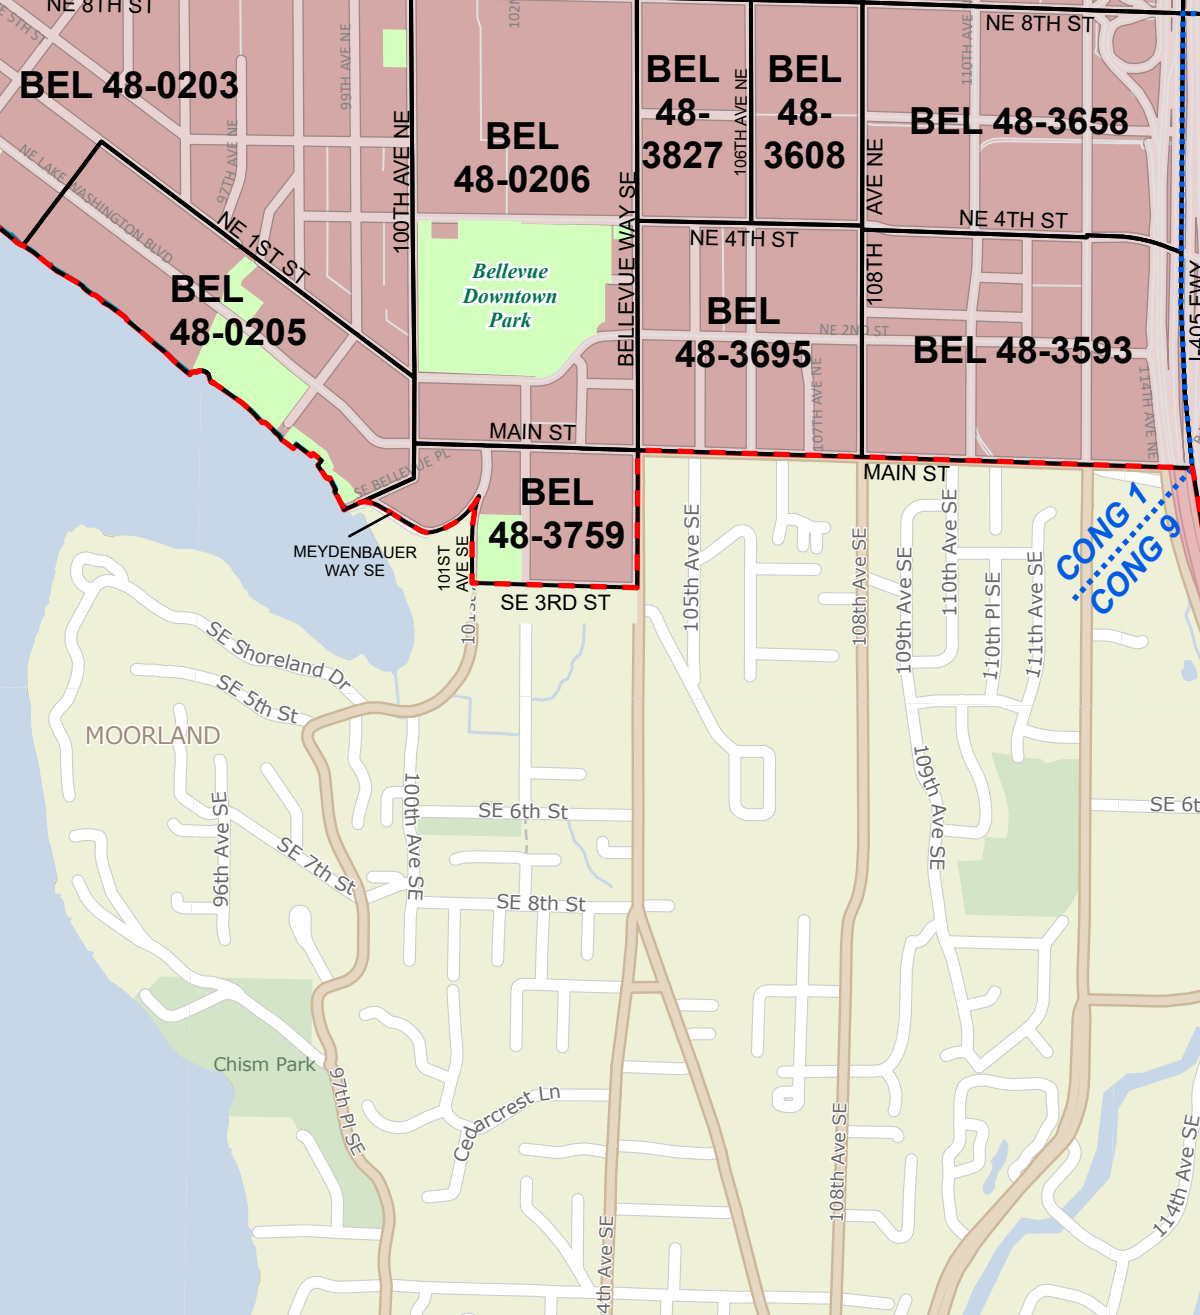 NE 8TH ST
NE 5TH ST
BEL 48-0203
99TH AVE NE
102N
BEL
48-
3827
106TH AVE NE
BEL
48-
3608
110TH AVE NE
NE 8TH ST
BEL 48-3658
BEL
48-0206
100TH AVE NE
97TH AVE NE
NE LAKE WASHINGTON BLVD
NE 1ST ST
BELLEVUE WAY SE
NE 4TH ST
108TH AVE NE
NE 4TH ST
I-405 FWY
Bellevue
Downtown
Park
BEL
48-0205
BEL
48-3695
NE 2ND ST
BEL 48-3593
107TH AVE NE
114TH AVE NE
MAIN ST
SE BELLEVUE PL
MAIN ST
BEL
48-3759
MEYDENBAUER
WAY SE
101ST
AVE SE
SE 3RD ST
CONG 1
CONG 9
105th Ave SE
108th Ave SE
109th Ave SE
110th Ave SE
110th Pl SE
111th Ave SE
SE Shoreland Dr
SE 5th St
MOORLAND
96th Ave SE
SE 7th St
100th Ave SE
SE 6th St
109th Ave SE
SE 6t
SE 8th St
Chism Park
97th Pl SE
Cedarcrest Ln
108th Ave SE
114th Ave SE
4th Ave SE